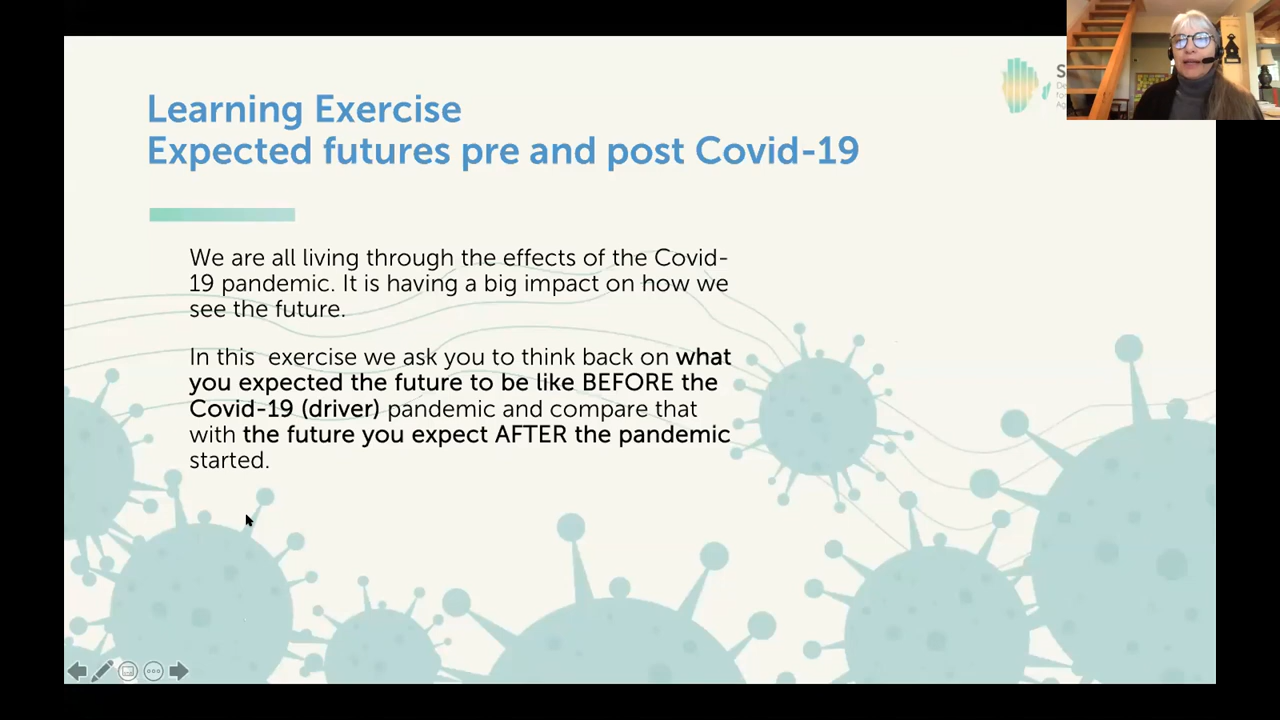 Learning Exercise
Expected futures pre and post Covid-19
We are all living through the effects of the Covid-
19 pandemic. It is having a big impact on how we
see the future.
In this  exercise we ask you to think back on what
you expected the future to be like BEFORE the
Covid-19 (driver) pandemic and compare that
with the future you expect AFTER the pandemic
started.